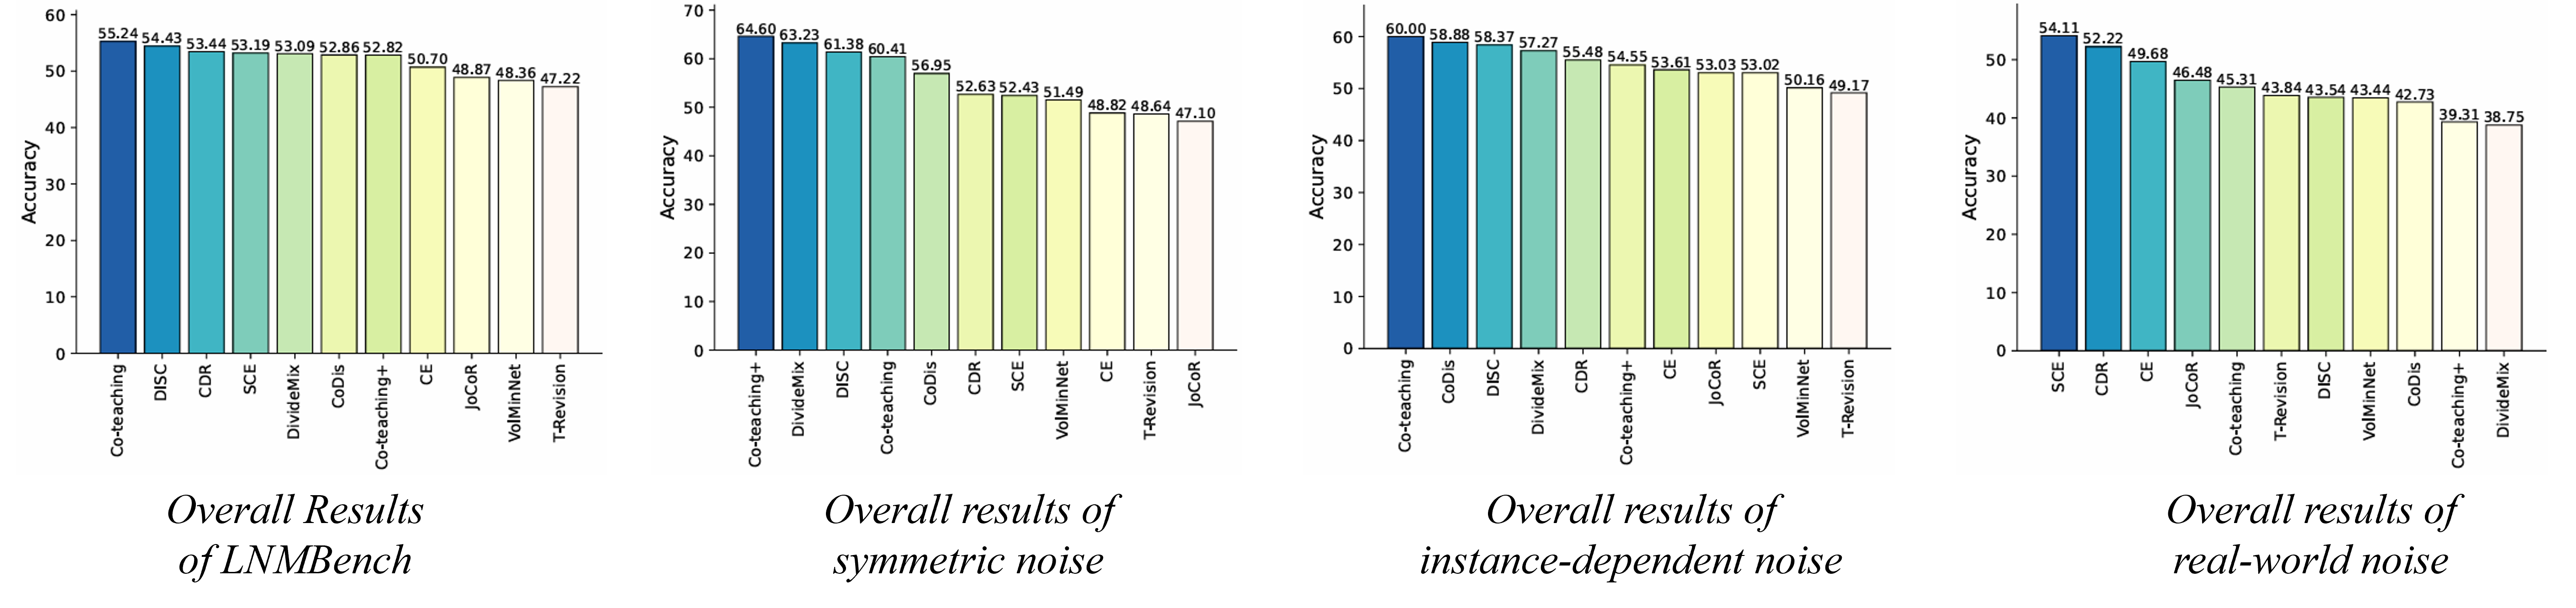 60
50
40
30
20
10
0
Accuracy
55.24 54.43 53.44 53.19 53.09 52.86 52.82 50.70 48.87 48.36 47.22
Co-teaching
DISC
CDR
SCE
DivideMix
CoDis
Co-teaching+
CE
JoCoR
VolMinNet
T-Revision
Overall Results
of LNMBench
70
60
50
40
30
20
10
0
Accuracy
64.60 63.23 61.38 60.41 56.95 52.63 52.43 51.49 48.82 48.64 47.10
Co-teaching+
DivideMix
DISC
Co-teaching
CoDis
CDR
SCE
VolMinNet
CE
T-Revision
JoCoR
Overall results of
symmetric noise
60
50
40
30
20
10
0
Accuracy
60.00 58.88 58.37 57.27 55.48 54.55 53.61 53.03 53.02 50.16 49.17
Co-teaching
CoDis
DISC
DivideMix
CDR
Co-teaching+
CE
JoCoR
SCE
VolMinNet
T-Revision
Overall results of
instance-dependent noise
50
40
30
20
10
0
Accuracy
54.11 52.22 49.68 46.48 45.31 43.84 43.54 43.44 42.73 39.31 38.75
SCE
CDR
CE
JoCoR
Co-teaching
T-Revision
DISC
VolMinNet
CoDis
Co-teaching+
DivideMix
Overall results of
real-world noise